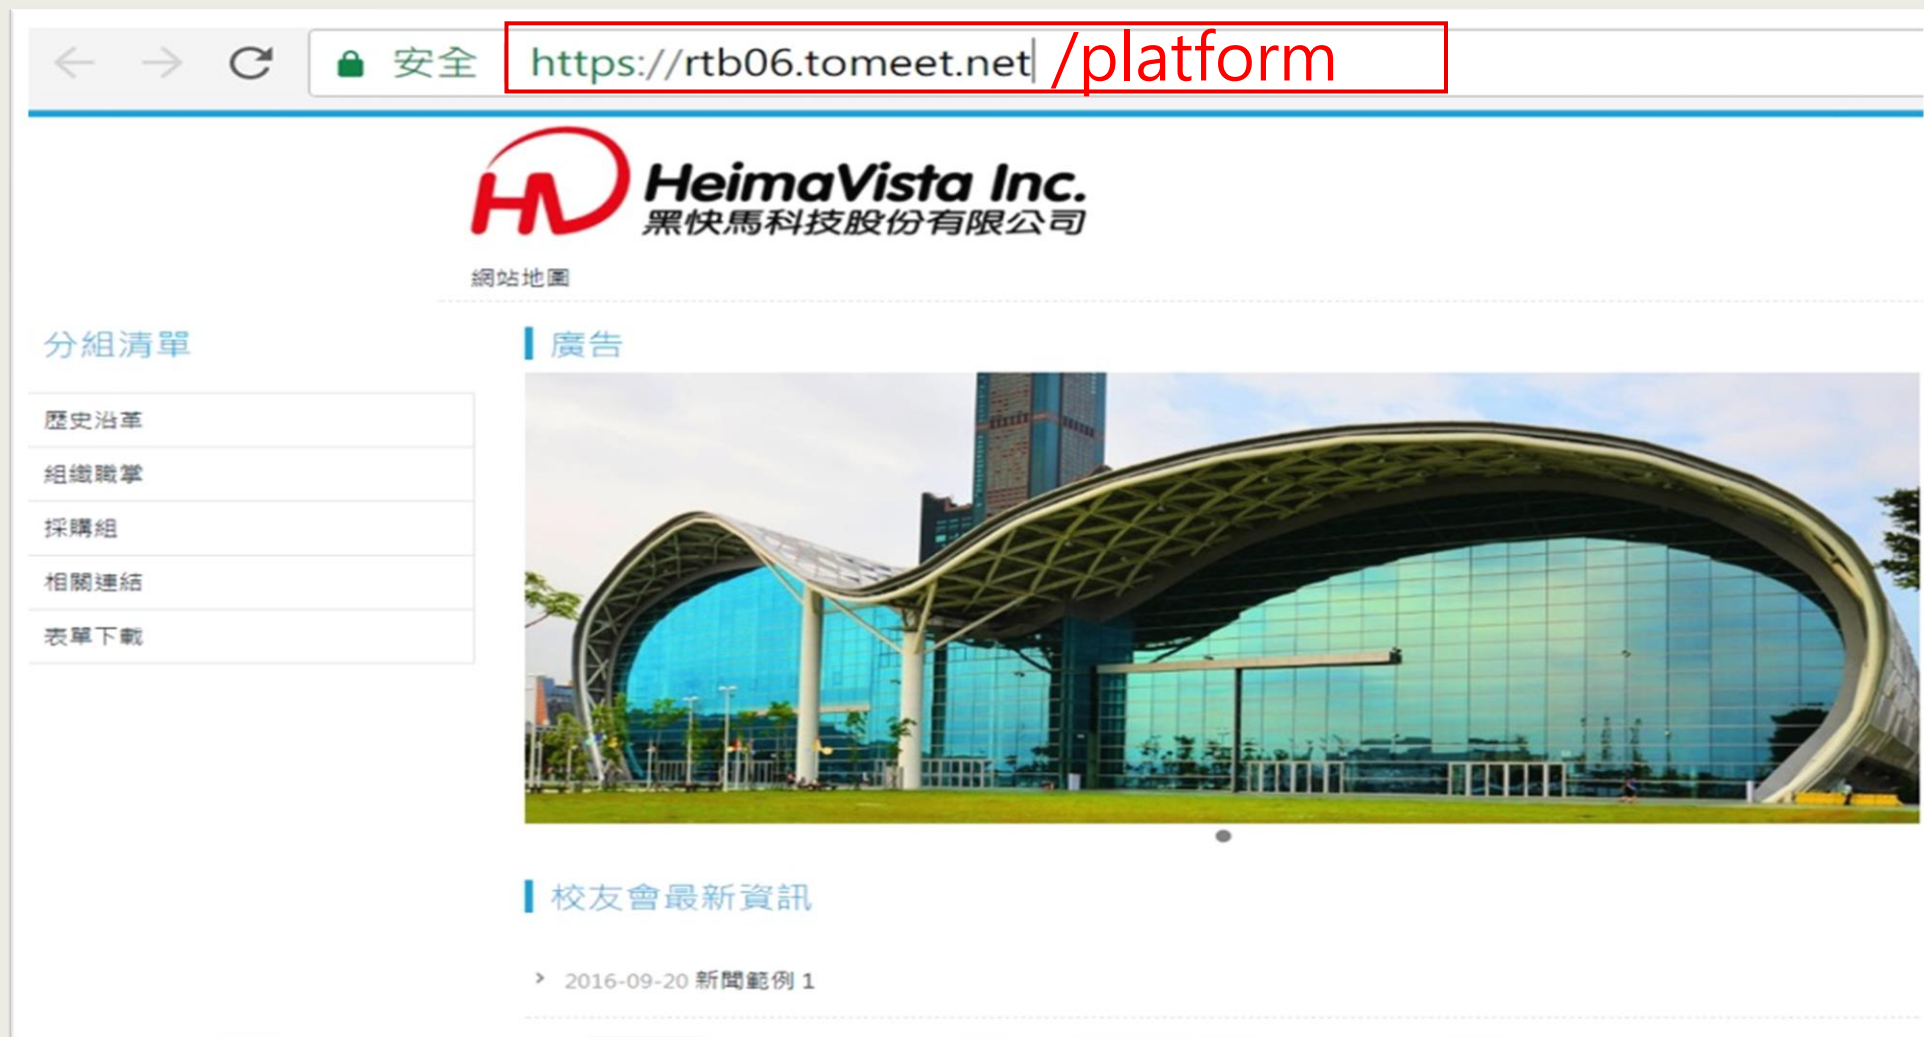 安全 https://rtb06.tomeet.net /platform
HeimaVista Inc.
黑快馬科技股份有限公司
網站地圖
分組清單
歷史沿革
組織職掌
採購組
相關連結
表單下載
廣告
校友會最新資訊
2016-09-20 新聞範例 1